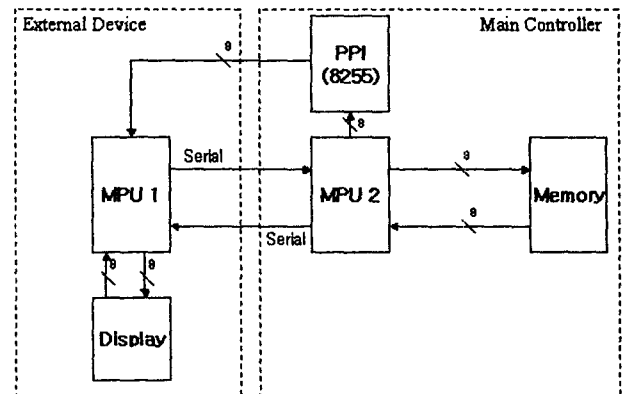 External Device
Main Controller
8
PPI
(8255)
8
MPU 1
Serial
MPU 2
8
Memory
Serial
8
8
8
Display